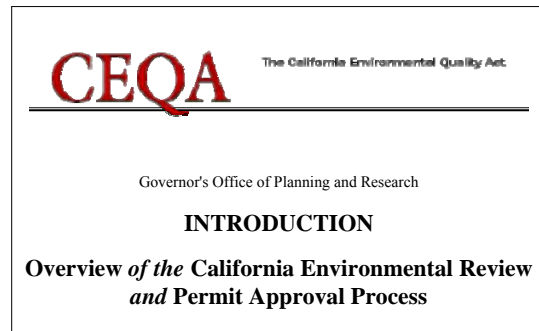 CEQA
The California Environmental Quality Act
Governor's Office of Planning and Research
INTRODUCTION
Overview of the California Environmental Review
and Permit Approval Process